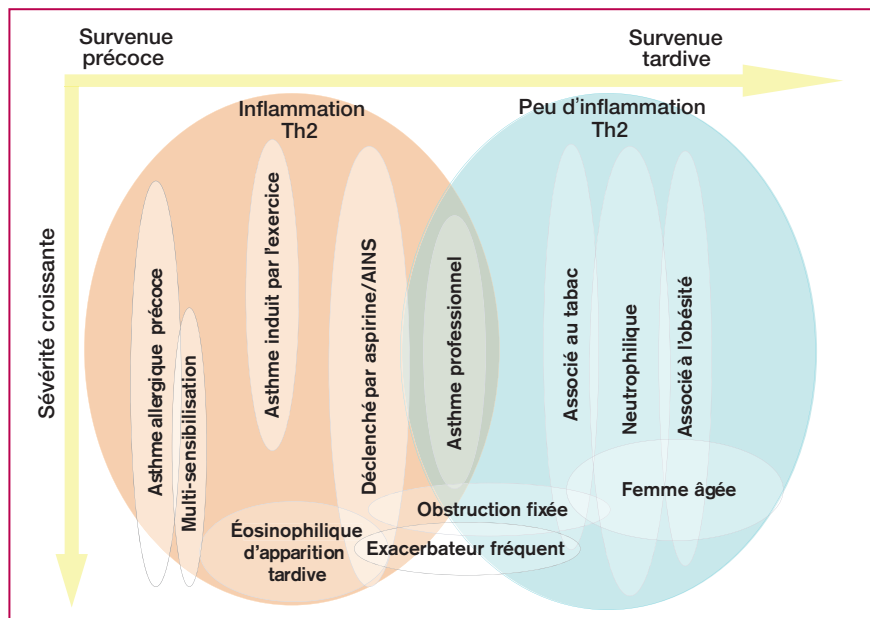 Survenue
précoce
Survenue
tardive
Sévérité croissante
Inflammation
Th2
Peu d'inflammation
Th2
Asthme allergique précoce
Multi-sensibilisation
Asthme induit par l'exercice
Déclenché par aspirine/AINS
Asthme professionnel
Associé au tabac
Neutrophilique
Associé à l'obésité
Femme âgée
Obstruction fixée
Exacerbateur fréquent
Éosinophilique
d'apparition
tardive